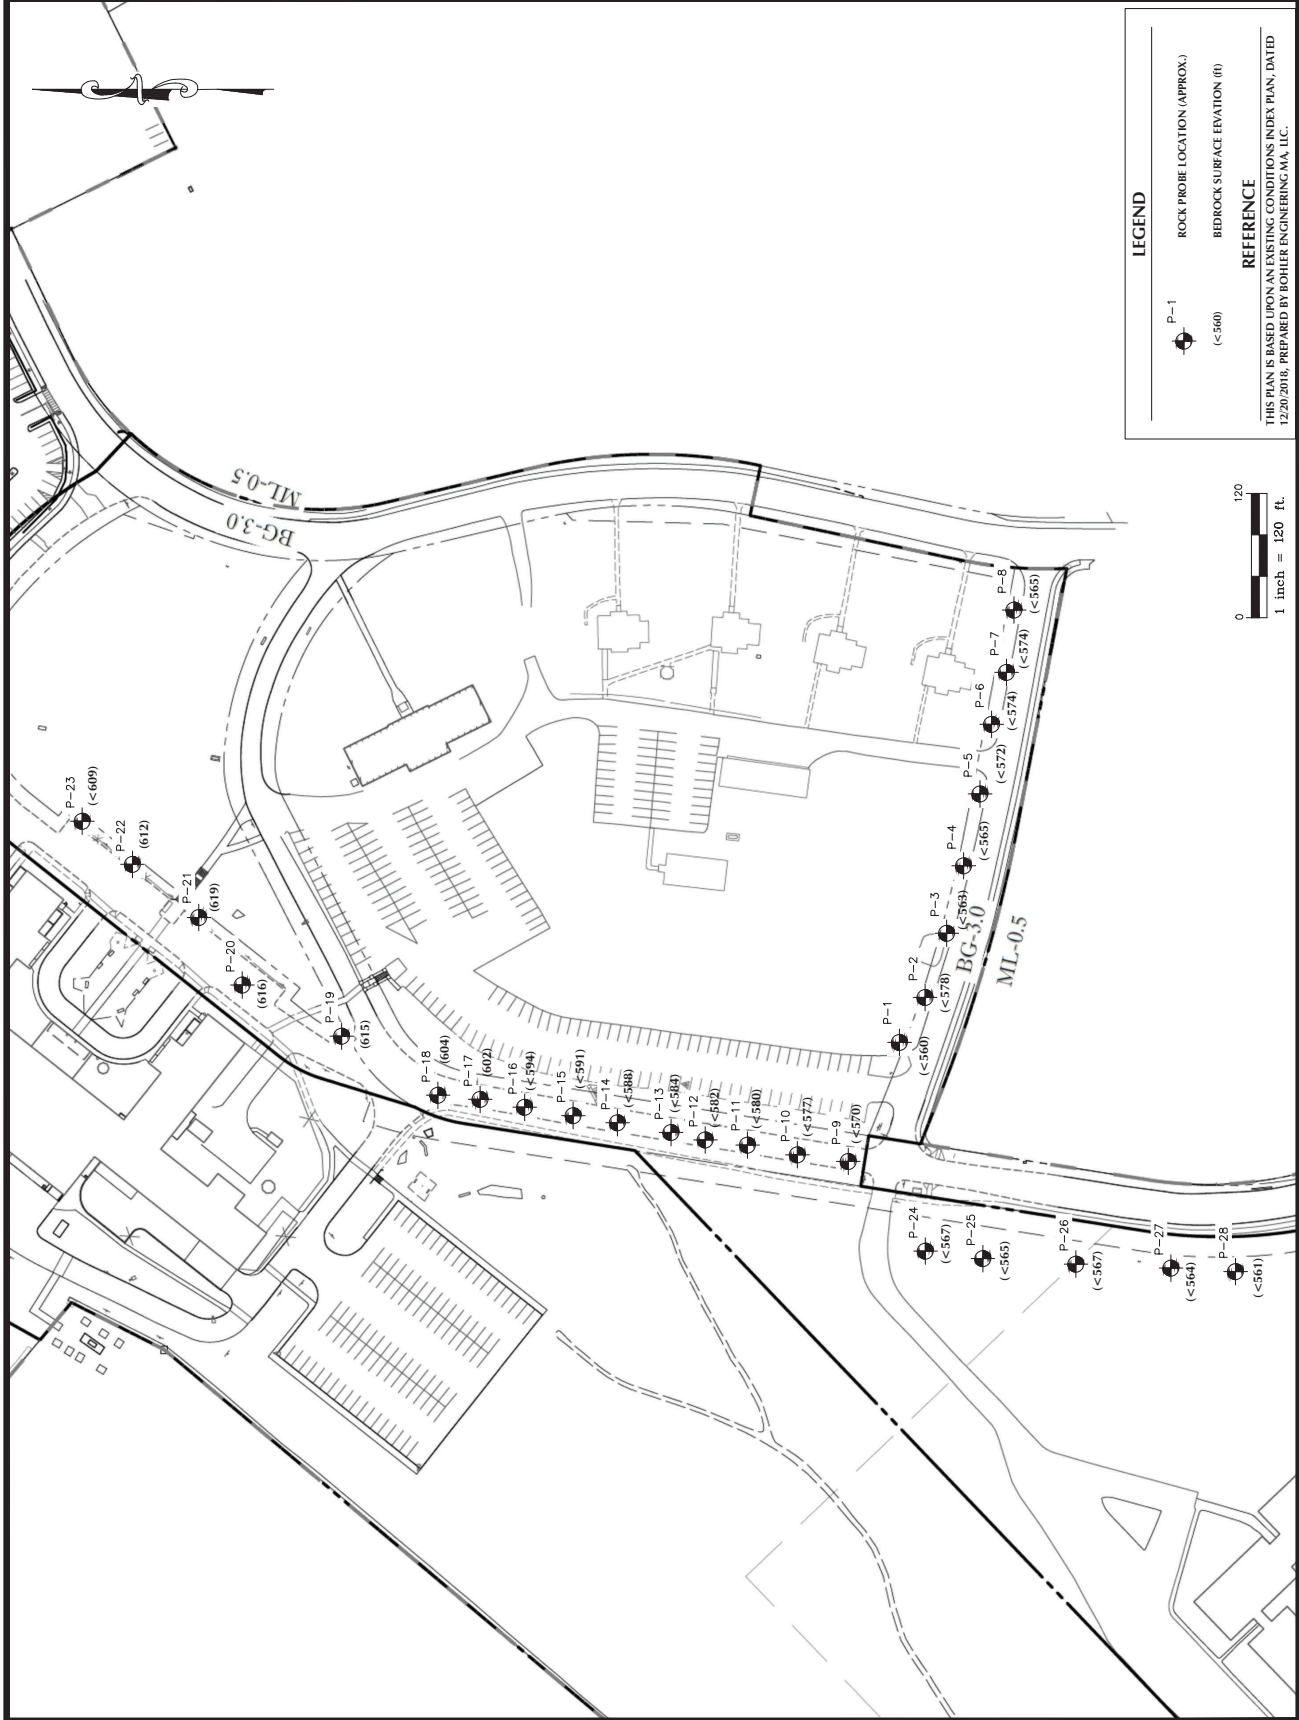 N
P-23
(<609)
P-22
(612)
P-21
(619)
P-20
(616)
P-19
(615)
P-18
(604)
P-17
(602)
P-16
(<594)
P-15
(<591)
P-14
(<588)
P-13
(<584)
P-12
(<582)
P-11
(<580)
P-10
(<577)
P-9
(<570)
P-1
(<560)
P-2
(<578)
P-3
(<563)
P-4
(<565)
P-5
(<572)
P-6
(<574)
P-7
(<574)
P-8
(<565)
P-24
(<567)
P-25
(<565)
P-26
(<567)
P-27
(<564)
P-28
(<561)
ML-0.5
BG-3.0
BG-3.0
ML-0.5
0 120
1 inch = 120 ft.
LEGEND
P-1 ROCK PROBE LOCATION (APPROX.)
(<560) BEDROCK SURFACE EEVATION (ft)
REFERENCE
THIS PLAN IS BASED UPON AN EXISTING CONDITIONS INDEX PLAN, DATED
12/20/2018, PREPARED BY BOHLER ENGINEERING MA, LLC.